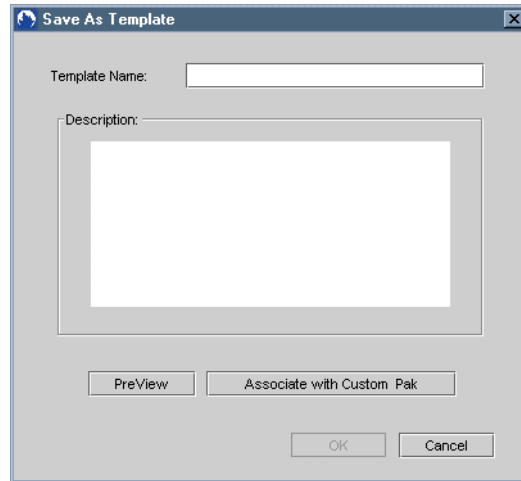 Save As Template
Template Name:
Description:
PreView
Associate with Custom Pak
OK
Cancel